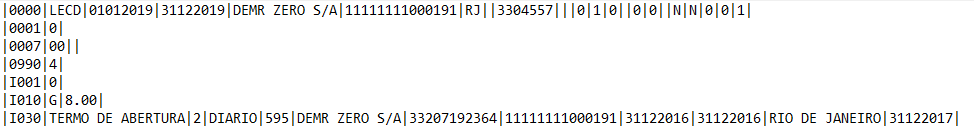 |0000|LECD|01012019|31122019|DEMR ZERO S/A|11111111000191|RJ||3304557|||0|1|0||0|0||N|N|0|0|1|
|0001|0|
|0007|00||
|0990|4|
|I001|0|
|I010|G|8.00|
|I030|TERMO DE ABERTURA|2|DIARIO|595|DEMR ZERO S/A|33207192364|11111111000191|31122016|31122016|RIO DE JANEIRO|31122017|